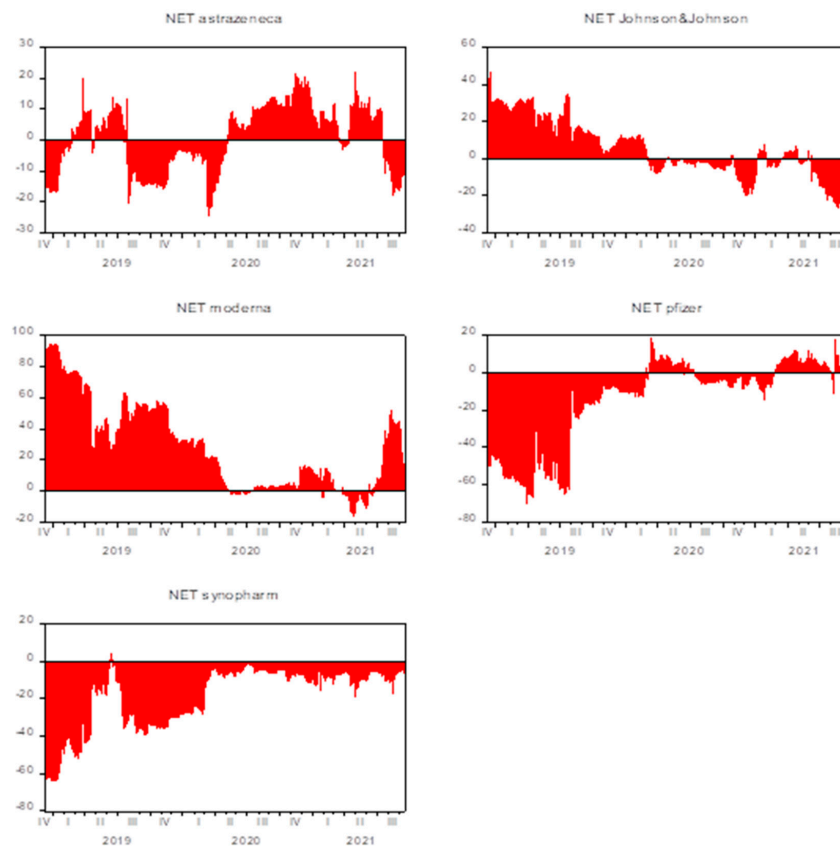 NET astrazeneca
30
20
10
0
-10
-20
-30
IV I II III IV I II III IV I II III
2019 2020 2021
NET Johnson&Johnson
60
40
20
0
-20
-40
IV I II III IV I II III IV I II III
2019 2020 2021
NET moderna
100
80
60
40
20
0
-20
IV I II III IV I II III IV I II III
2019 2020 2021
NET pfizer
20
0
-20
-40
-60
-80
IV I II III IV I II III IV I II III
2019 2020 2021
NET synopharm
20
0
-20
-40
-60
-80
IV I II III IV I II III IV I II III
2019 2020 2021